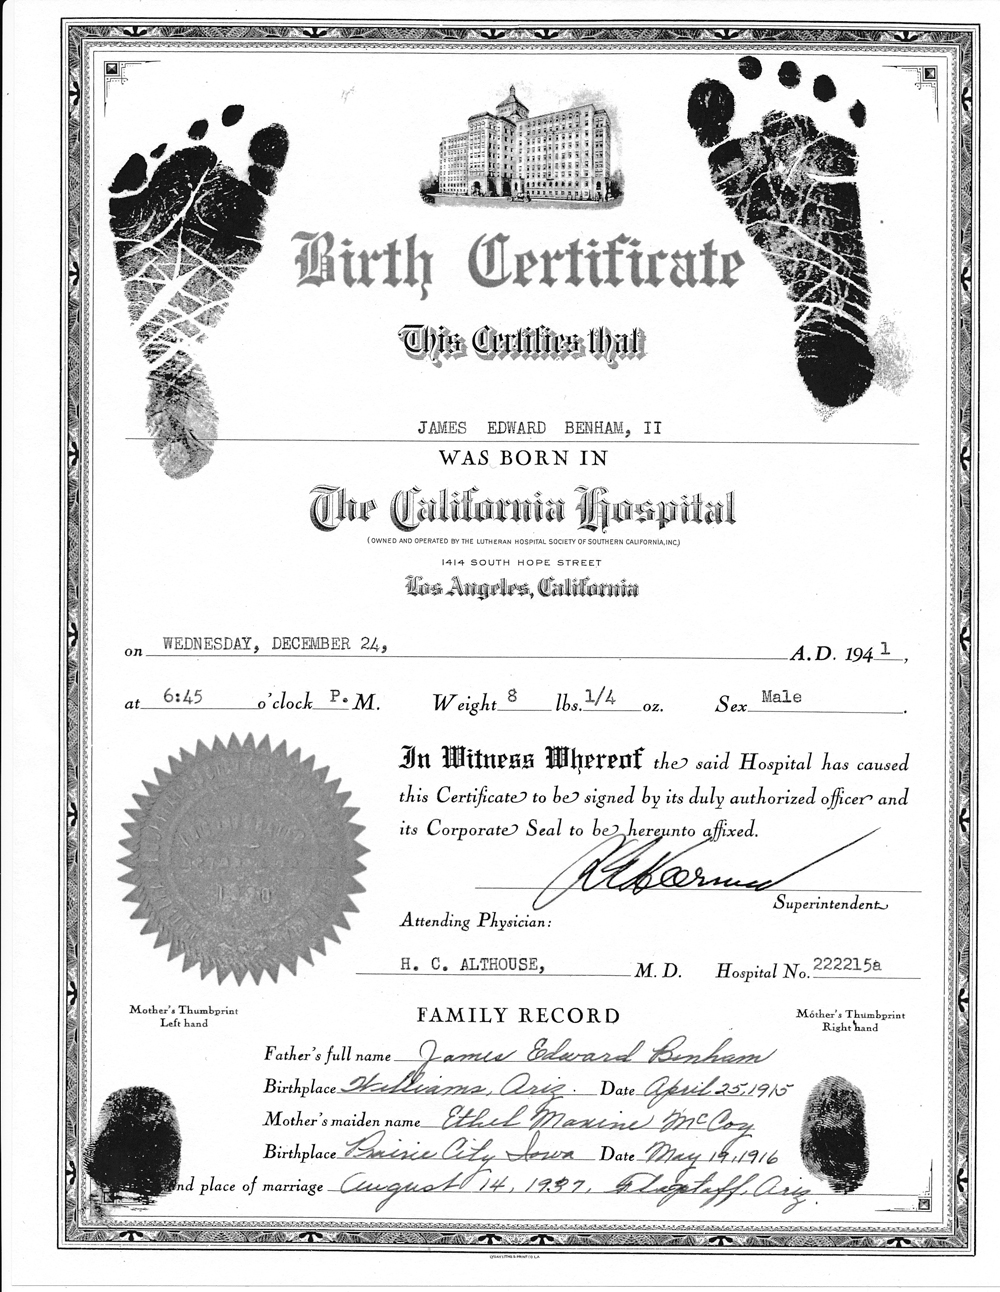 Birth Certificate
This Certifies that
JAMES EDWARD BENHAM, II
WAS BORN IN
The California Hospital
(OWNED AND OPERATED BY THE LUTHERAN HOSPITAL SOCIETY OF SOUTHERN CALIFORNIA, INC.)
1414 SOUTH HOPE STREET
Los Angeles, California
on WEDNESDAY, DECEMBER 24, A.D. 1941,
at 6:45 o'clock P. M. Weight 8 lbs. 1/4 oz. Sex Male.
In Witness Whereof the said Hospital has caused
this Certificate to be signed by its duly authorized officer and
its Corporate Seal to be hereunto affixed.
Superintendent
Attending Physician:
H. C. ALTHOUSE, M. D. Hospital No. 222215a
Mother's Thumbprint
Left hand
FAMILY RECORD
Mother's Thumbprint
Right hand
Father's full name James Edward Benham
Birthplace Williams, Ariz. Date April 25, 1915
Mother's maiden name Ethel Maxine McCoy
Birthplace Prairie City Iowa Date May 19, 1916
nd place of marriage August 14, 1937, Flagstaff, Ariz.